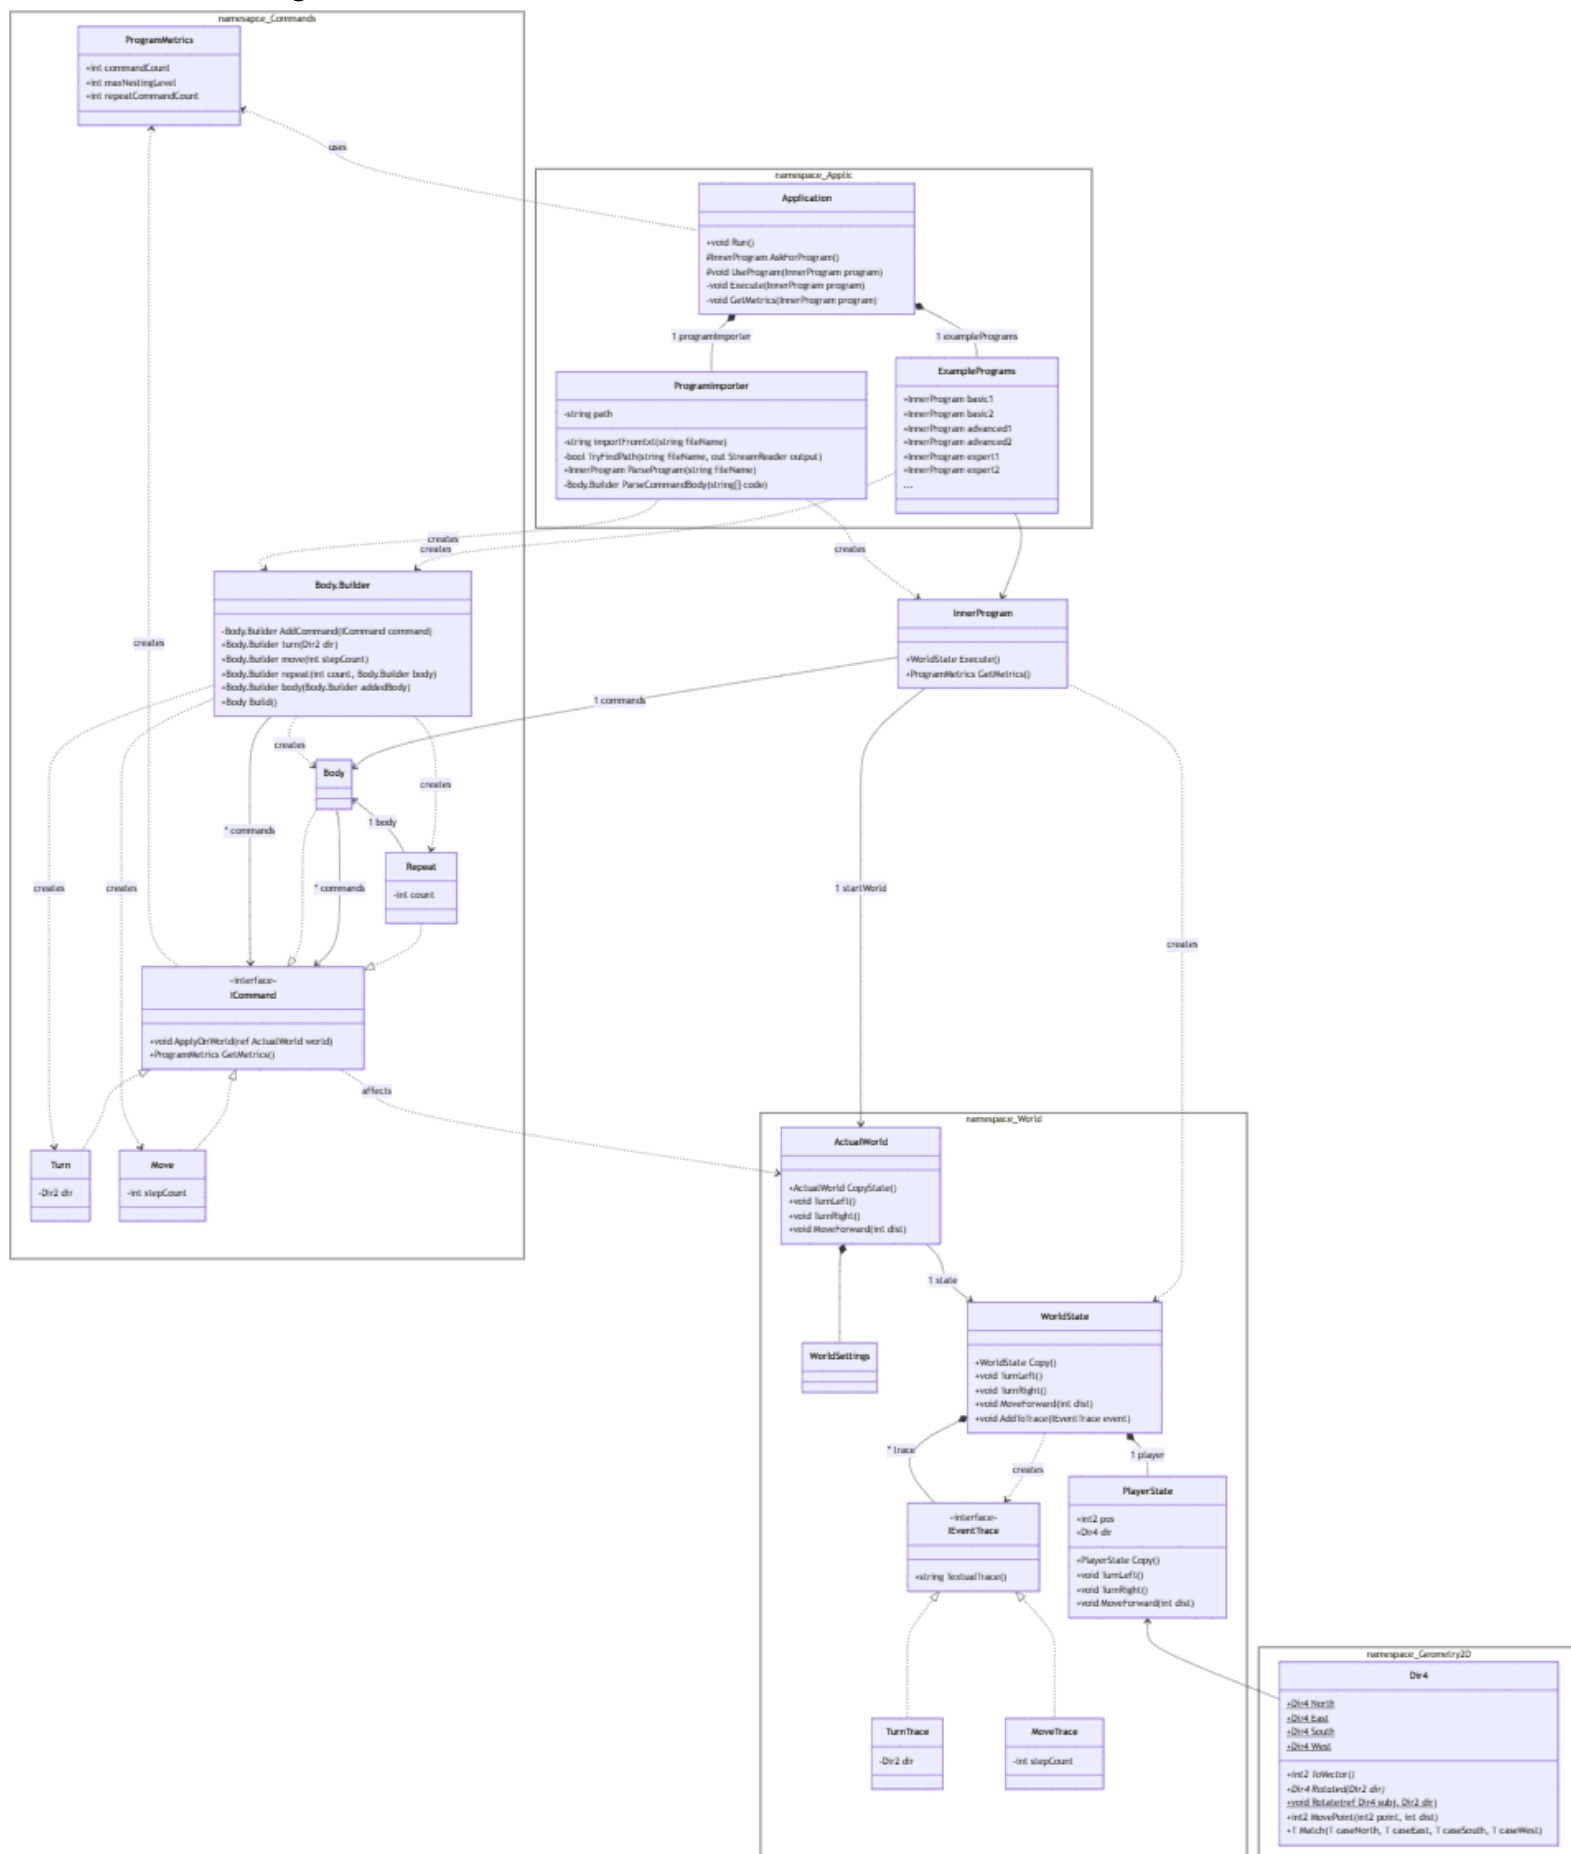 namesapce_Commands
ProgramMetrics
+int commandCount
+int maxNestingLevel
+int repeatCommandCount
uses
namespace_Applic
Application
+void Run()
#InnerProgram AskForProgram()
#void UseProgram(InnerProgram program)
-void Execute(InnerProgram program)
-void GetMetrics(InnerProgram program)
1 programImporter
1 examplePrograms
ProgramImporter
-string path
-string importFromtxt(string fileName)
-bool TryFindPath(string fileName, out StreamReader output)
+InnerProgram ParseProgram(string fileName)
-Body.Builder ParseCommandBody(string[] code)
ExamplePrograms
+InnerProgram basic1
+InnerProgram basic2
+InnerProgram advanced1
+InnerProgram advanced2
+InnerProgram expert1
+InnerProgram expert2
...
creates
creates
creates
creates
Body.Builder
-Body.Builder AddCommand(ICommand command)
+Body.Builder turn(Dir2 dir)
+Body.Builder move(int stepCount)
+Body.Builder repeat(int count, Body.Builder body)
+Body.Builder body(Body.Builder addedBody)
+Body Build()
InnerProgram
+WorldState Execute()
+ProgramMetrics GetMetrics()
1 commands
creates
Body
creates
1 body
* commands
Repeat
-int count
creates
creates
* commands
1 startWorld
creates
~interface~
ICommand
+void ApplyOnWorld(ref ActualWorld world)
+ProgramMetrics GetMetrics()
affects
Turn
-Dir2 dir
Move
-int stepCount
namespace_World
ActualWorld
+ActualWorld CopyState()
+void TurnLeft()
+void TurnRight()
+void MoveForward(int dist)
1 state
WorldSettings
WorldState
+WorldState Copy()
+void TurnLeft()
+void TurnRight()
+void MoveForward(int dist)
+void AddToTrace(IEventTrace event)
* trace
creates
1 player
PlayerState
+int2 pos
+Dir4 dir
+PlayerState Copy()
+void TurnLeft()
+void TurnRight()
+void MoveForward(int dist)
~interface~
IEventTrace
+string TextualTrace()
TurnTrace
-Dir2 dir
MoveTrace
-int stepCount
namespace_Geometry2D
Dir4
+Dir4 North
+Dir4 East
+Dir4 South
+Dir4 West
+int2 ToVector()
+Dir4 Rotated(Dir2 dir)
+void Rotate(ref Dir4 subj, Dir2 dir)
+int2 MovePoint(int2 point, int dist)
+T Match(T caseNorth, T caseEast, T caseSouth, T caseWest)